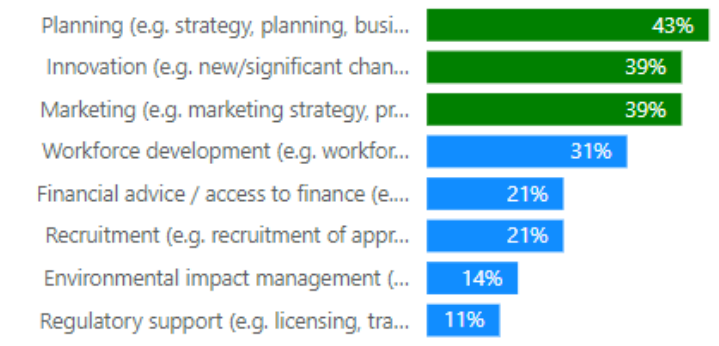 Planning (e.g. strategy, planning, busi... 43%
Innovation (e.g. new/significant chan... 39%
Marketing (e.g. marketing strategy, pr... 39%
Workforce development (e.g. workfor... 31%
Financial advice / access to finance (e.... 21%
Recruitment (e.g. recruitment of appr... 21%
Environmental impact management (... 14%
Regulatory support (e.g. licensing, tra... 11%